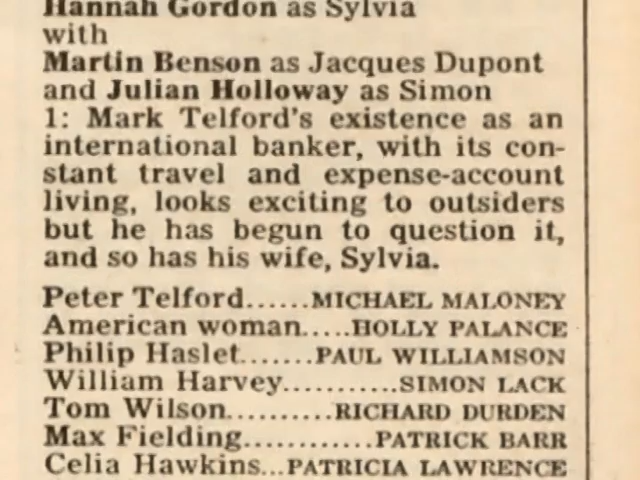 Hannah Gordon as Sylvia
with
Martin Benson as Jacques Dupont
and Julian Holloway as Simon
1: Mark Telford's existence as an
international banker, with its con-
stant travel and expense-account
living, looks exciting to outsiders
but he has begun to question it,
and so has his wife, Sylvia.
Peter Telford......MICHAEL MALONEY
American woman.....HOLLY PALANCE
Philip Haslet.......PAUL WILLIAMSON
William Harvey...........SIMON LACK
Tom Wilson..........RICHARD DURDEN
Max Fielding............PATRICK BARR
Celia Hawkins...PATRICIA LAWRENCE